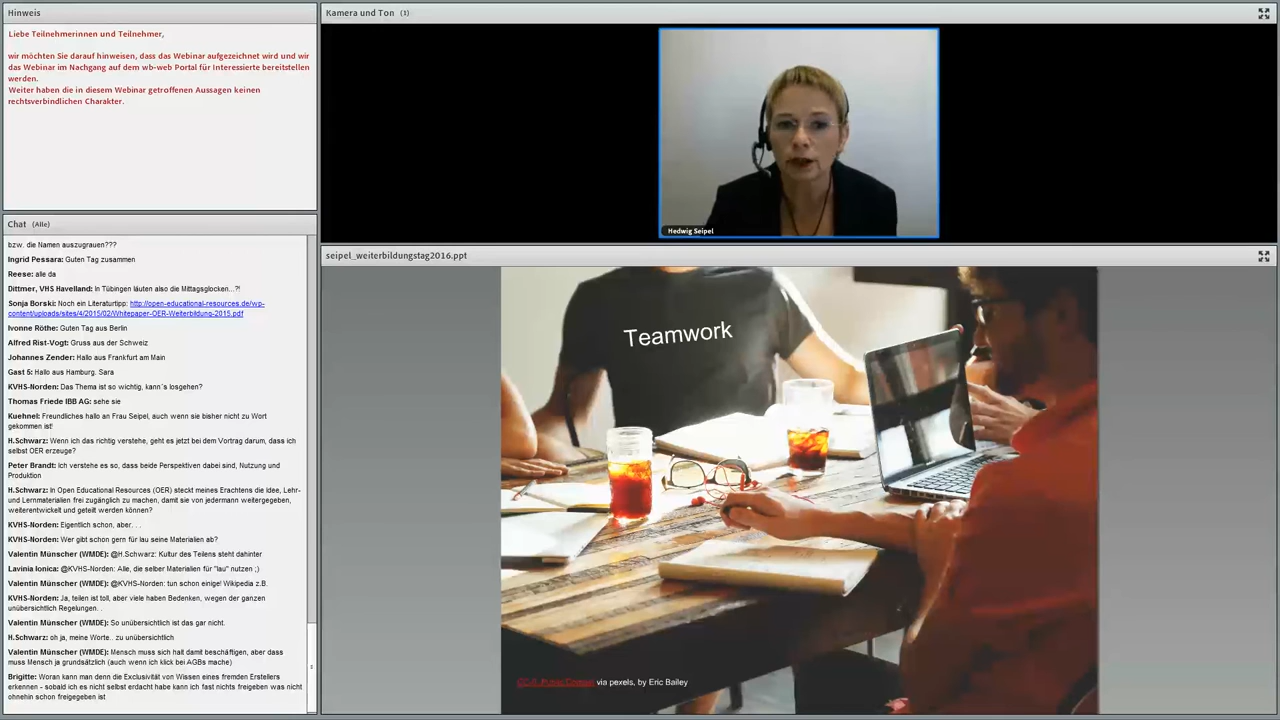 Hinweis
Liebe Teilnehmerinnen und Teilnehmer,
wir möchten Sie darauf hinweisen, dass das Webinar aufgezeichnet wird und wir
das Webinar im Nachgang auf dem wb-web Portal für Interessierte bereitstellen
werden.
Weiter haben die in diesem Webinar getroffenen Aussagen keinen
rechtsverbindlichen Charakter.
Chat (Alle)
bzw. die Namen auszugrauen???
Ingrid Pessara: Guten Tag zusammen
Reese: alle da
Dittmer, VHS Havelland: In Tübingen läuten also die Mittagsglocken...?!
Sonja Borski: Noch ein Literaturtipp: http://open-educational-resources.de/wp-
content/uploads/sites/4/2015/02/Whitepaper-OER-Weiterbildung-2015.pdf
Ivonne Röthe: Guten Tag aus Berlin
Alfred Rist-Vogt: Gruss aus der Schweiz
Johannes Zender: Hallo aus Frankfurt am Main
Gast 5: Hallo aus Hamburg. Sara
KVHS-Norden: Das Thema ist so wichtig, kann´s losgehen?
Thomas Friede IBB AG: sehe sie
Kuehnel: Freundliches hallo an Frau Seipel, auch wenn sie bisher nicht zu Wort
gekommen ist!
H.Schwarz: Wenn ich das richtig verstehe, geht es jetzt bei dem Vortrag darum, dass ich
selbst OER erzeuge?
Peter Brandt: Ich verstehe es so, dass beide Perspektiven dabei sind, Nutzung und
Produktion
H.Schwarz: In Open Educational Resources (OER) steckt meines Erachtens die Idee, Lehr-
und Lernmaterialien frei zugänglich zu machen, damit sie von jedermann weitergegeben,
weiterentwickelt und geteilt werden können?
KVHS-Norden: Eigentlich schon, aber. . .
KVHS-Norden: Wer gibt schon gern für lau seine Materialien ab?
Valentin Münscher (WMDE): @H.Schwarz: Kultur des Teilens steht dahinter
Lavinia Ionica: @KVHS-Norden: Alle, die selber Materialien für "lau" nutzen ;)
Valentin Münscher (WMDE): @KVHS-Norden: tun schon einige! Wikipedia z.B.
KVHS-Norden: Ja, teilen ist toll, aber viele haben Bedenken, wegen der ganzen
unübersichtlich Regelungen. .
Valentin Münscher (WMDE): So unübersichtlich ist das gar nicht.
H.Schwarz: oh ja, meine Worte.. zu unübersichtlich
Valentin Münscher (WMDE): Mensch muss sich halt damit beschäftigen, aber dass
muss Mensch ja grundsätzlich (auch wenn ich klick bei AGBs mache)
Brigitte: Woran kann man denn die Exclusivität von Wissen eines fremden Erstellers
erkennen - sobald ich es nicht selbst erdacht habe kann ich fast nichts freigeben was nicht
ohnehin schon freigegeben ist
Kamera und Ton (1)
Hedwig Seipel
seipel_weiterbildungstag2016.ppt
Teamwork
via pexels, by Eric Bailey